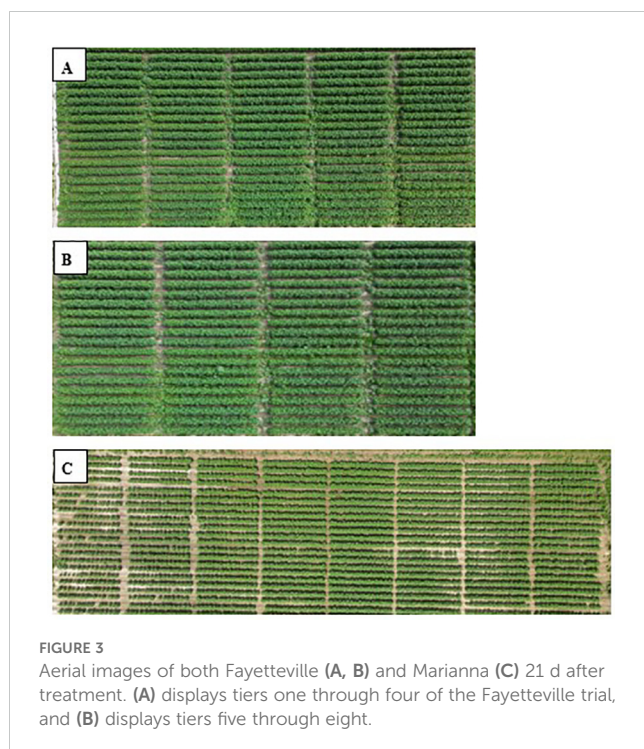 A
B
C
FIGURE 3
Aerial images of both Fayetteville (A, B) and Marianna (C) 21 d after
treatment. (A) displays tiers one through four of the Fayetteville trial,
and (B) displays tiers five through eight.